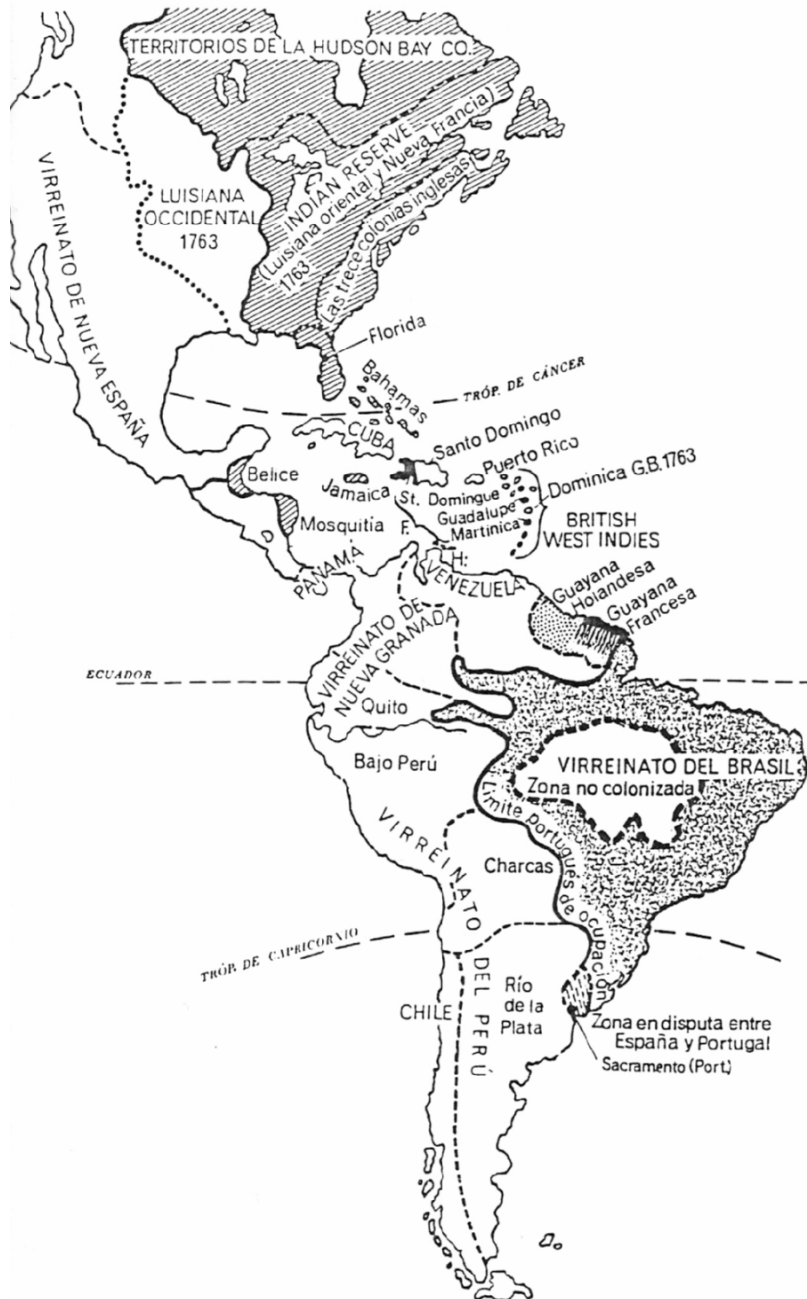 TERRITORIOS DE LA HUDSON BAY CO.
INDIAN RESERVE
(Luisiana oriental y Nueva Francia)
1763
Las trece colonias inglesas
LUISIANA
OCCIDENTAL
1763
VIRREINATO DE NUEVA ESPAÑA
Florida
Bahamas
TRÓP. DE CÁNCER
CUBA
Santo Domingo
Puerto Rico
Belice
Jamaica
St. Domingue
Dominica G.B. 1763
Guadalupe
Martinica
BRITISH
WEST INDIES
Mosquitia
F.
H.
PANAMÁ
VENEZUELA
Guayana
Holandesa
Guayana
Francesa
VIRREINATO DE
NUEVA GRANADA
ECUADOR
Quito
Bajo Perú
VIRREINATO DEL BRASIL
Zona no colonizada
Límite portugués de ocupación
VIRREINATO DEL PERÚ
Charcas
TRÓP. DE CAPRICORNIO
CHILE
Río
de la
Plata
Zona en disputa entre
España y Portugal
Sacramento (Port.)